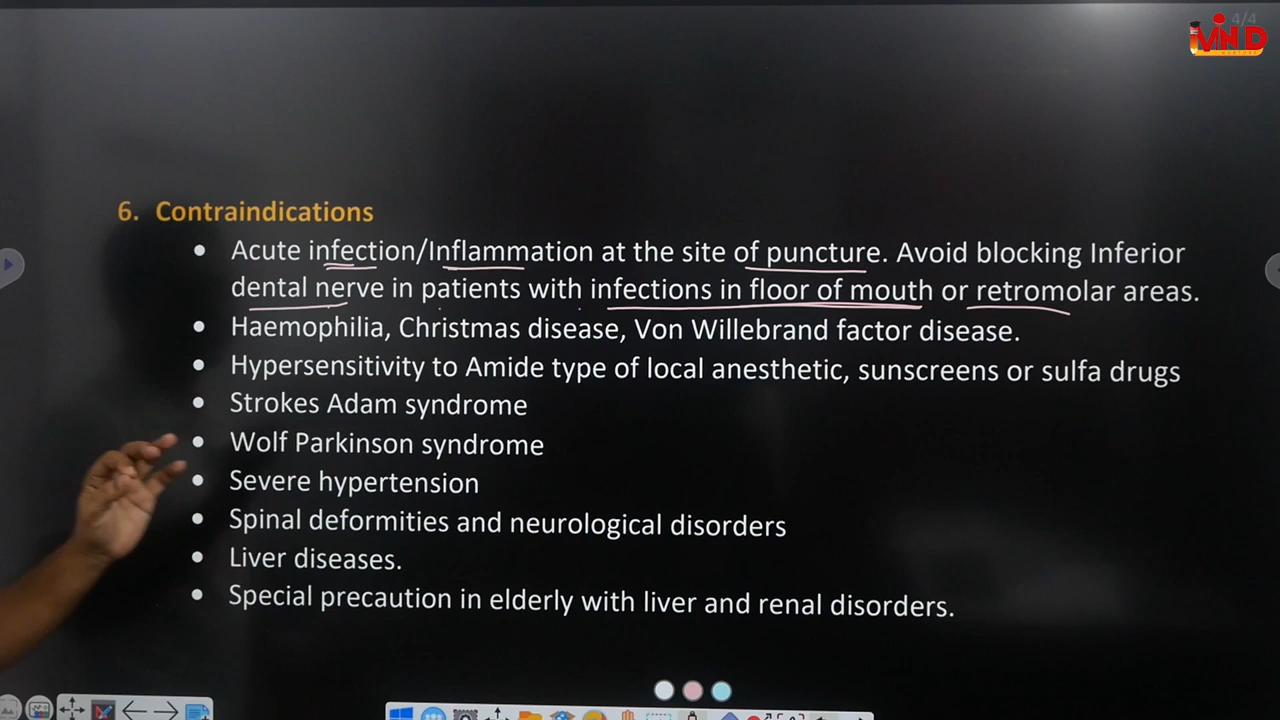 4/4
6. Contraindications
• Acute infection/Inflammation at the site of puncture. Avoid blocking Inferior
dental nerve in patients with infections in floor of mouth or retromolar areas.
• Haemophilia, Christmas disease, Von Willebrand factor disease.
• Hypersensitivity to Amide type of local anesthetic, sunscreens or sulfa drugs
• Strokes Adam syndrome
• Wolf Parkinson syndrome
• Severe hypertension
• Spinal deformities and neurological disorders
• Liver diseases.
• Special precaution in elderly with liver and renal disorders.